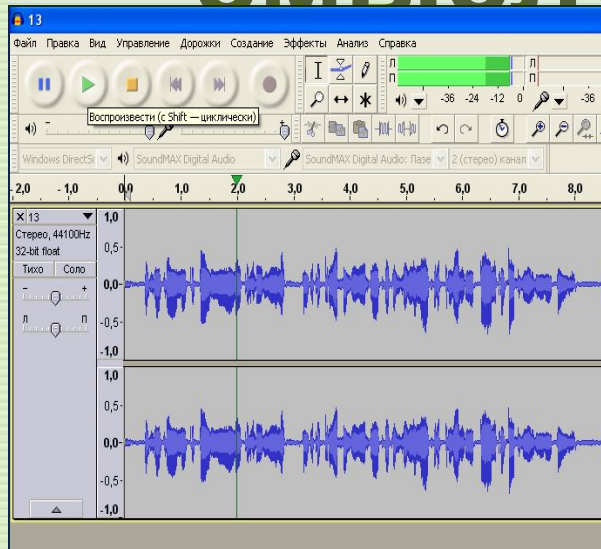 13
Файл Правка Вид Управление Дорожки Создание Эффекты Анализ Справка
Л
П
-36 -24 -12 0 -36
Воспроизвести (с Shift — циклически)
Windows DirectSo SoundMAX Digital Audio SoundMAX Digital Audio: Пазе 2 (стерео) канал
- 2,0 - 1,0 0,0 1,0 2,0 3,0 4,0 5,0 6,0 7,0 8,0
13
Стерео, 44100Hz
32-bit float
Тихо Соло
- +
Л П
1,0
0,5
0,0
-0,5
-1,0
1,0
0,5
0,0
-0,5
-1,0